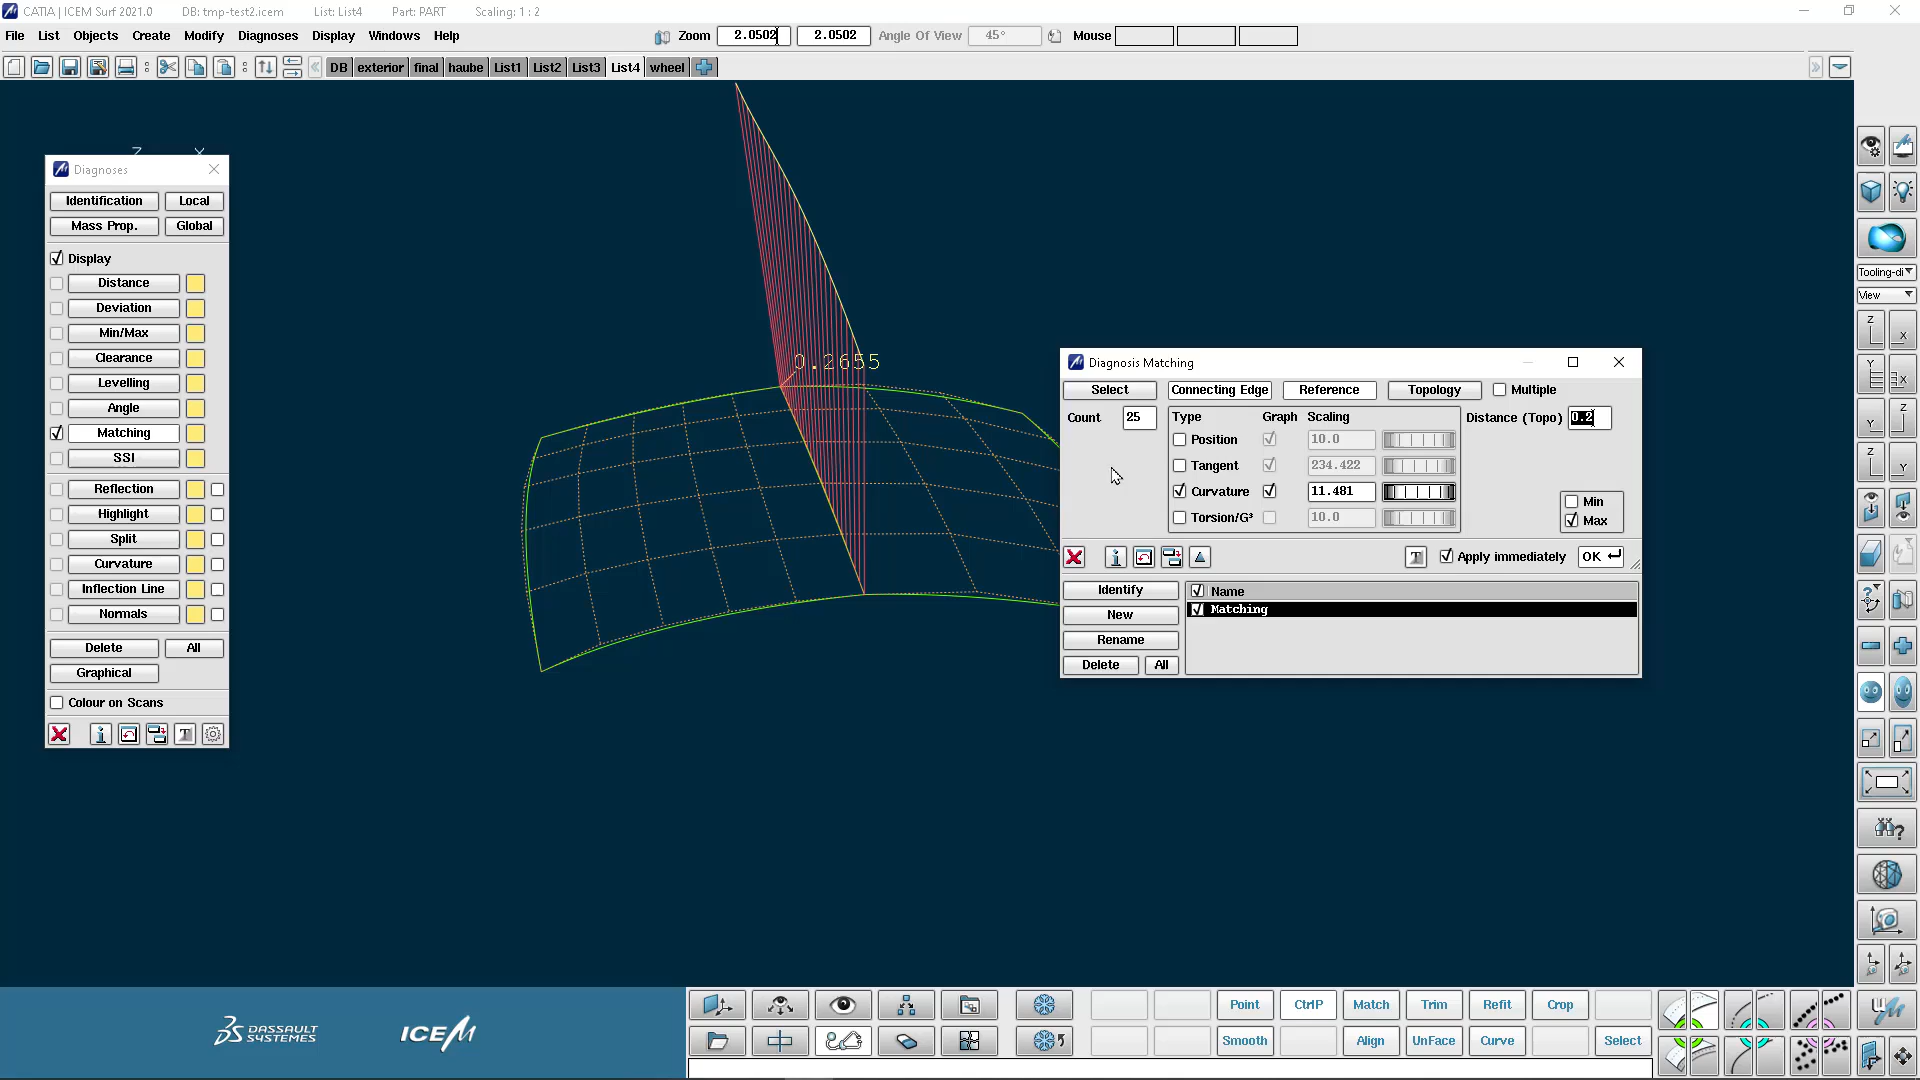 CATIA | ICEM Surf 2021.0 DB: tmp-test2.icem List: List4 Part: PART Scaling: 1 : 2
File List Objects Create Modify Diagnoses Display Windows Help Zoom 2.0502 2.0502 Angle Of View 45° Mouse
DB exterior final haube List1 List2 List3 List4 wheel
Diagnoses
Identification Local
Mass Prop. Global
Display
Distance
Deviation
Min/Max
Clearance
Levelling
Angle
Matching
SSI
Reflection
Highlight
Split
Curvature
Inflection Line
Normals
Delete All
Graphical
Colour on Scans
0.2655
Diagnosis Matching
Select Connecting Edge Reference Topology Multiple
Count 25 Type Graph Scaling Distance (Topo) 0.2
Position 10.0
Tangent 234.422
Curvature 11.481
Min
Torsion/G³ 10.0
Max
Apply immediately OK
Identify Name
New Matching
Rename
Delete All
Tooling-di
View
Z
X
Y
X
Z
Y
Z
Y
DASSAULT SYSTEMES ICEM
Point CtrlP Match Trim Refit Crop
Smooth Align UnFace Curve Select